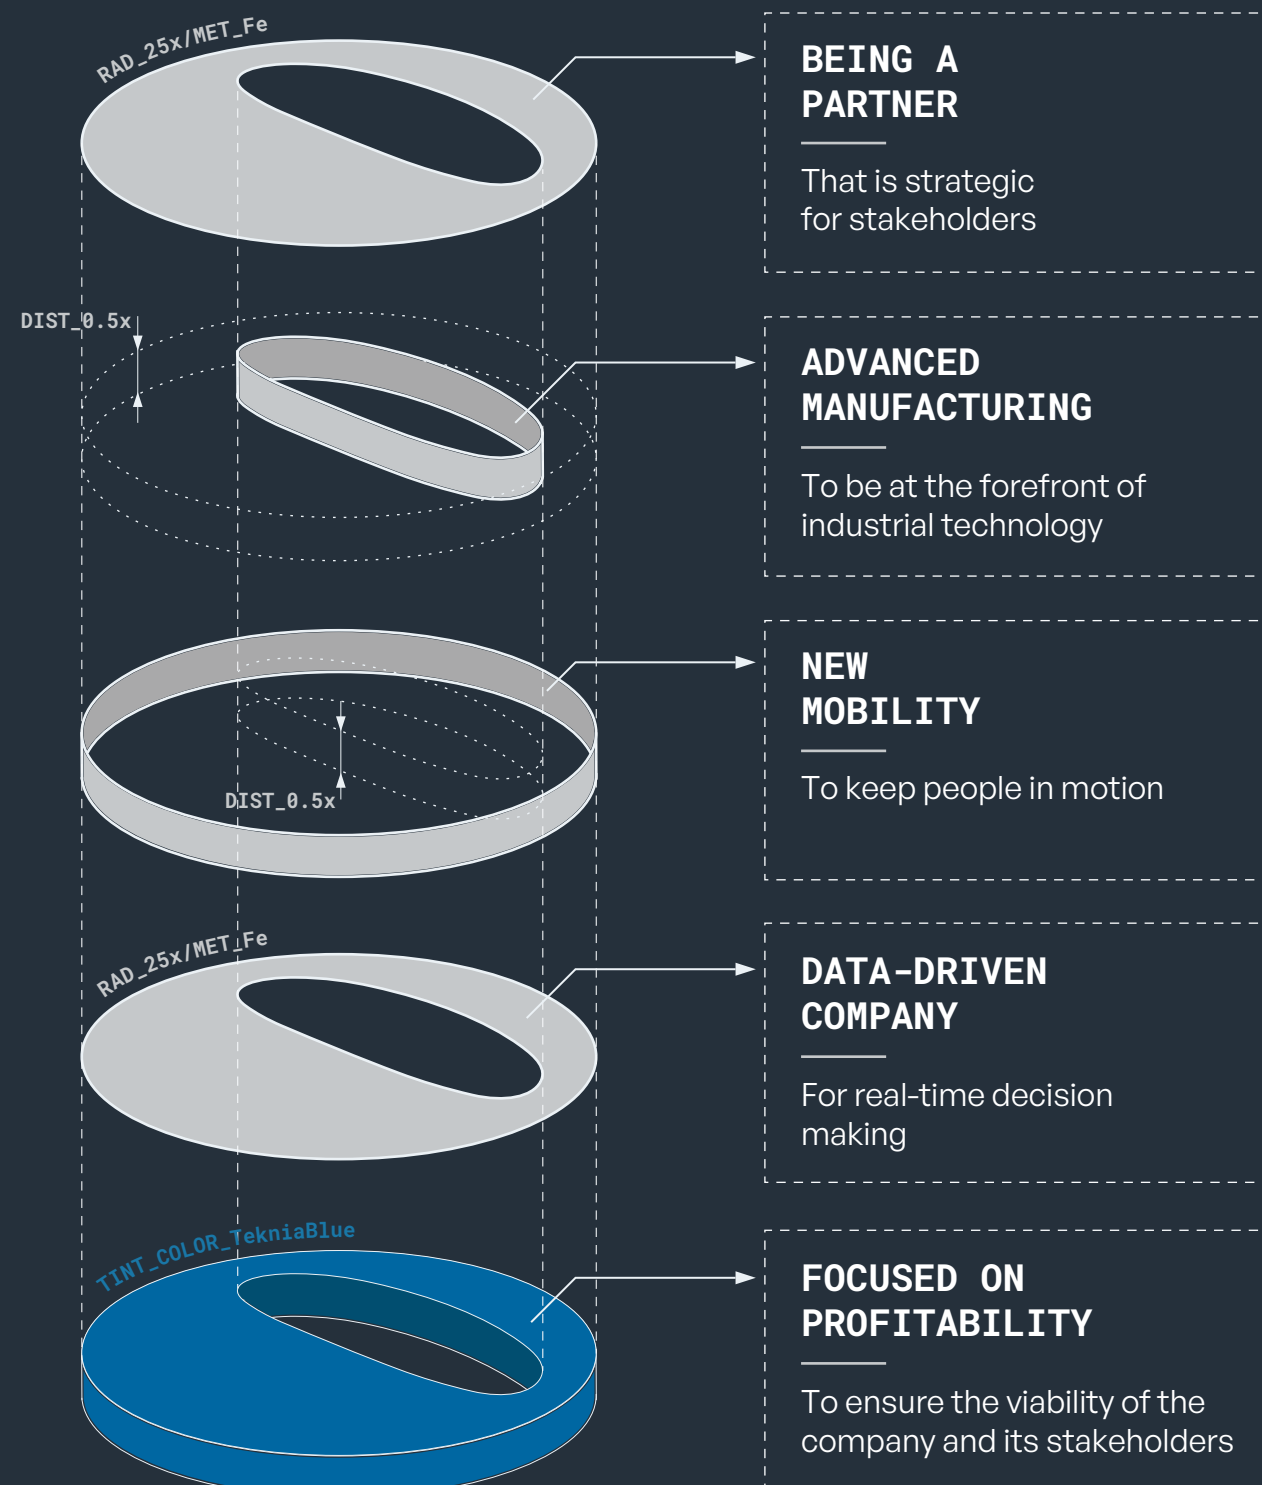 RAD_25x/MET_Fe
BEING A
PARTNER
That is strategic
for stakeholders
DIST_0.5x
ADVANCED
MANUFACTURING
To be at the forefront of
industrial technology
NEW
MOBILITY
To keep people in motion
DIST_0.5x
RAD_25x/MET_Fe
DATA-DRIVEN
COMPANY
For real-time decision
making
TINT_COLOR_TekniaBlue
FOCUSED ON
PROFITABILITY
To ensure the viability of the
company and its stakeholders